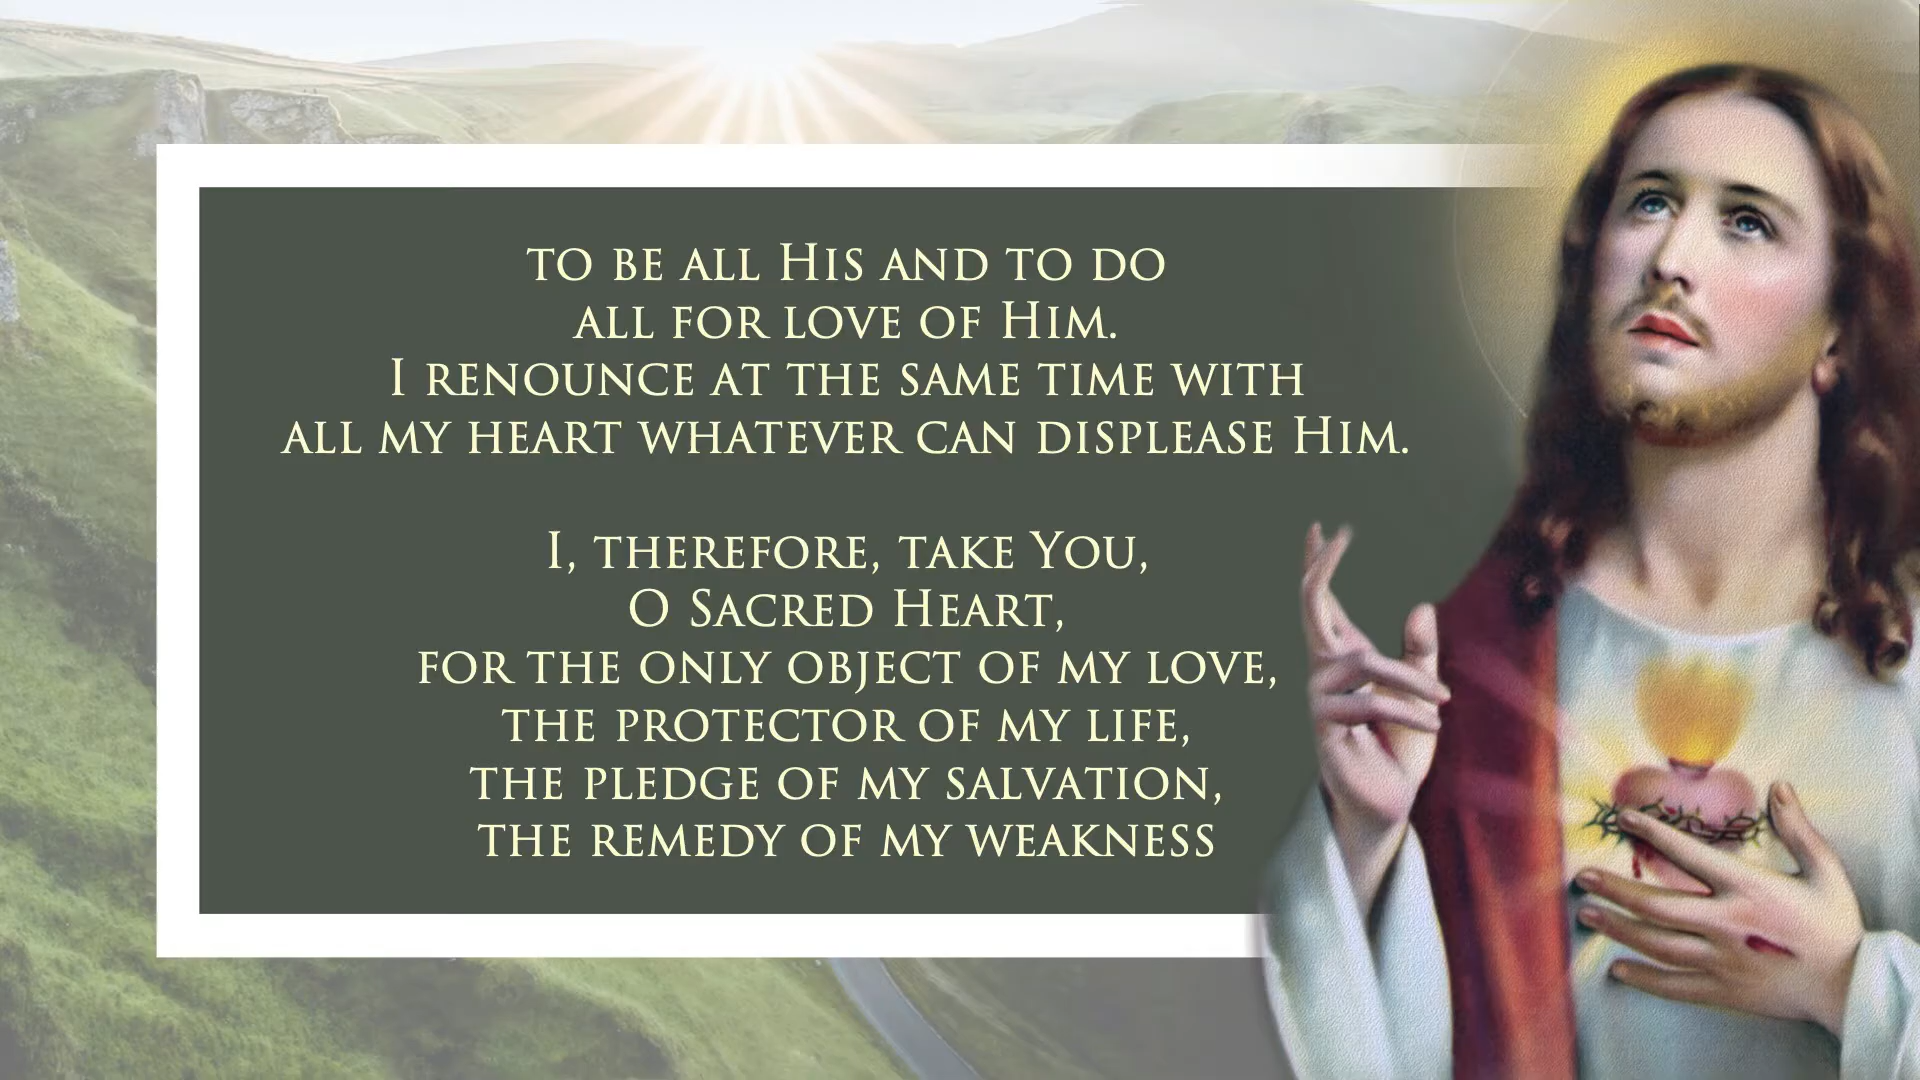 to be all His and to do
all for love of Him.
I renounce at the same time with
all my heart whatever can displease Him.
I, therefore, take You,
O Sacred Heart,
for the only object of my love,
the protector of my life,
the pledge of my salvation,
the remedy of my weakness